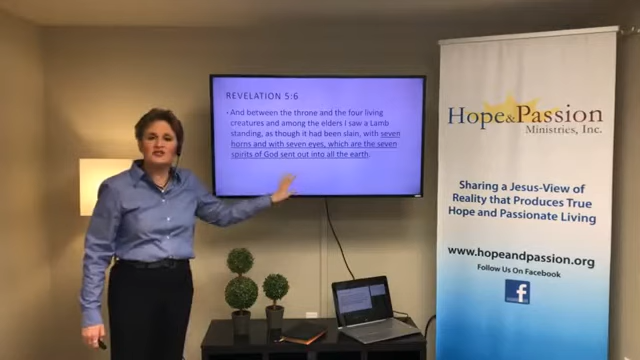 REVELATION 5:6
• And between the throne and the four living
creatures and among the elders I saw a Lamb
standing, as though it had been slain, with seven
horns and with seven eyes, which are the seven
spirits of God sent out into all the earth.
Hope & Passion
Ministries, Inc.
Sharing a Jesus-View of
Reality that Produces True
Hope and Passionate Living
www.hopeandpassion.org
Follow Us On Facebook
f